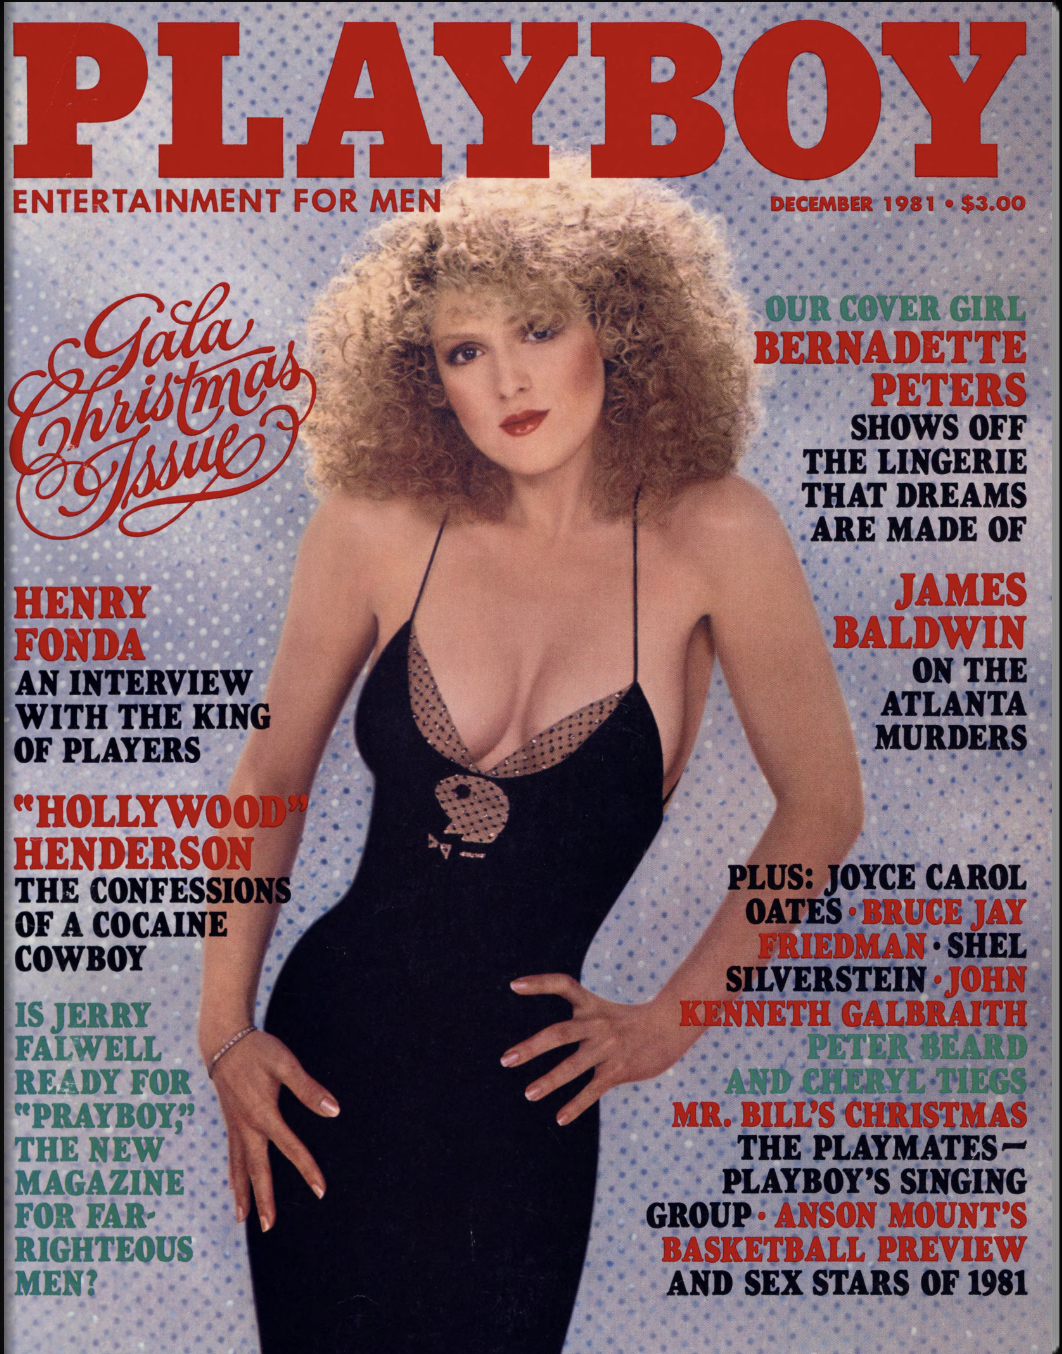 PLAYBOY
ENTERTAINMENT FOR MEN
DECEMBER 1981 • $3.00
Gala
Christmas
Issue
OUR COVER GIRL
BERNADETTE
PETERS
SHOWS OFF
THE LINGERIE
THAT DREAMS
ARE MADE OF
HENRY
FONDA
AN INTERVIEW
WITH THE KING
OF PLAYERS
JAMES
BALDWIN
ON THE
ATLANTA
MURDERS
“HOLLYWOOD”
HENDERSON
THE CONFESSIONS
OF A COCAINE
COWBOY
IS JERRY
FALWELL
READY FOR
“PRAYBOY,”
THE NEW
MAGAZINE
FOR FAR-
RIGHTEOUS
MEN?
PLUS: JOYCE CAROL
OATES • BRUCE JAY
FRIEDMAN • SHEL
SILVERSTEIN • JOHN
KENNETH GALBRAITH
PETER BEARD
AND CHERYL TIEGS
MR. BILL'S CHRISTMAS
THE PLAYMATES—
PLAYBOY'S SINGING
GROUP • ANSON MOUNT'S
BASKETBALL PREVIEW
AND SEX STARS OF 1981